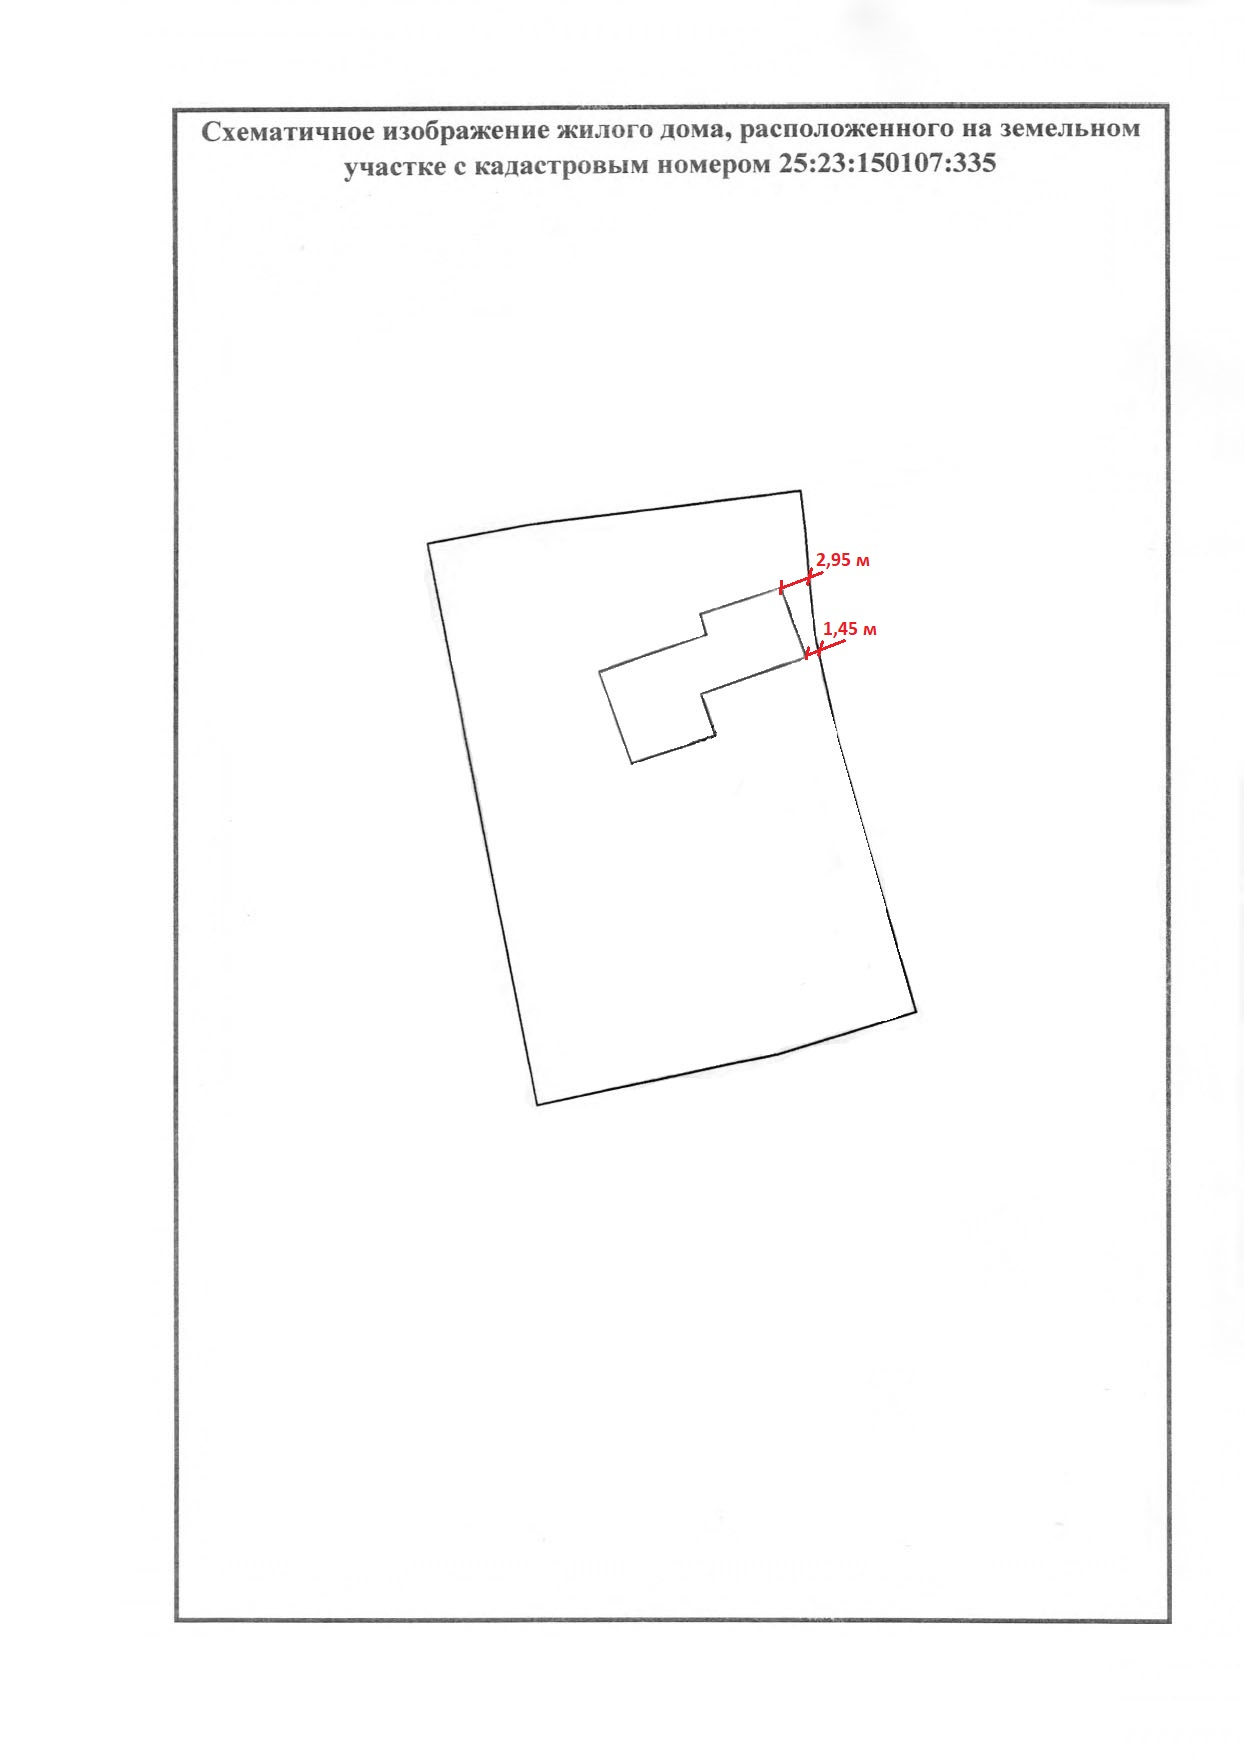 Схематичное изображение жилого дома, расположенного на земельном
участке с кадастровым номером 25:23:150107:335
2,95 м
1,45 м